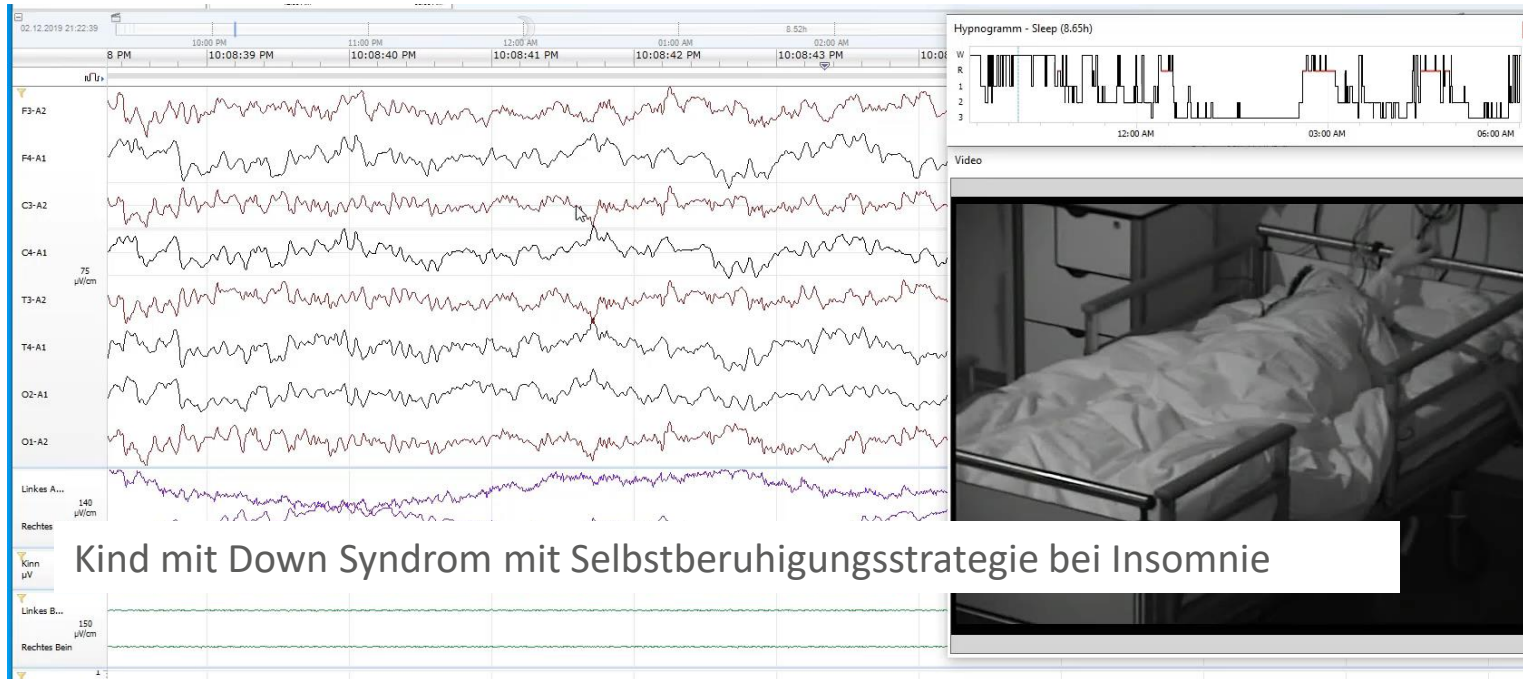 02.12.2019 21:22:39
8.52h
10:00 PM 11:00 PM 12:00 AM 01:00 AM 02:00 AM
8 PM 10:08:39 PM 10:08:40 PM 10:08:41 PM 10:08:42 PM 10:08:43 PM
Hypnogramm - Sleep (8.65h)
W
R
1
2
3
12:00 AM 03:00 AM 06:00 AM
Video
F3-A2
F4-A1
C3-A2
C4-A1
75
µV/cm
T3-A2
T4-A1
O2-A1
O1-A2
Linkes A...
140
µV/cm
Rechtes
Kind mit Down Syndrom mit Selbstberuhigungsstrategie bei Insomnie
Kinn
µV
Linkes B...
150
µV/cm
Rechtes Bein
1